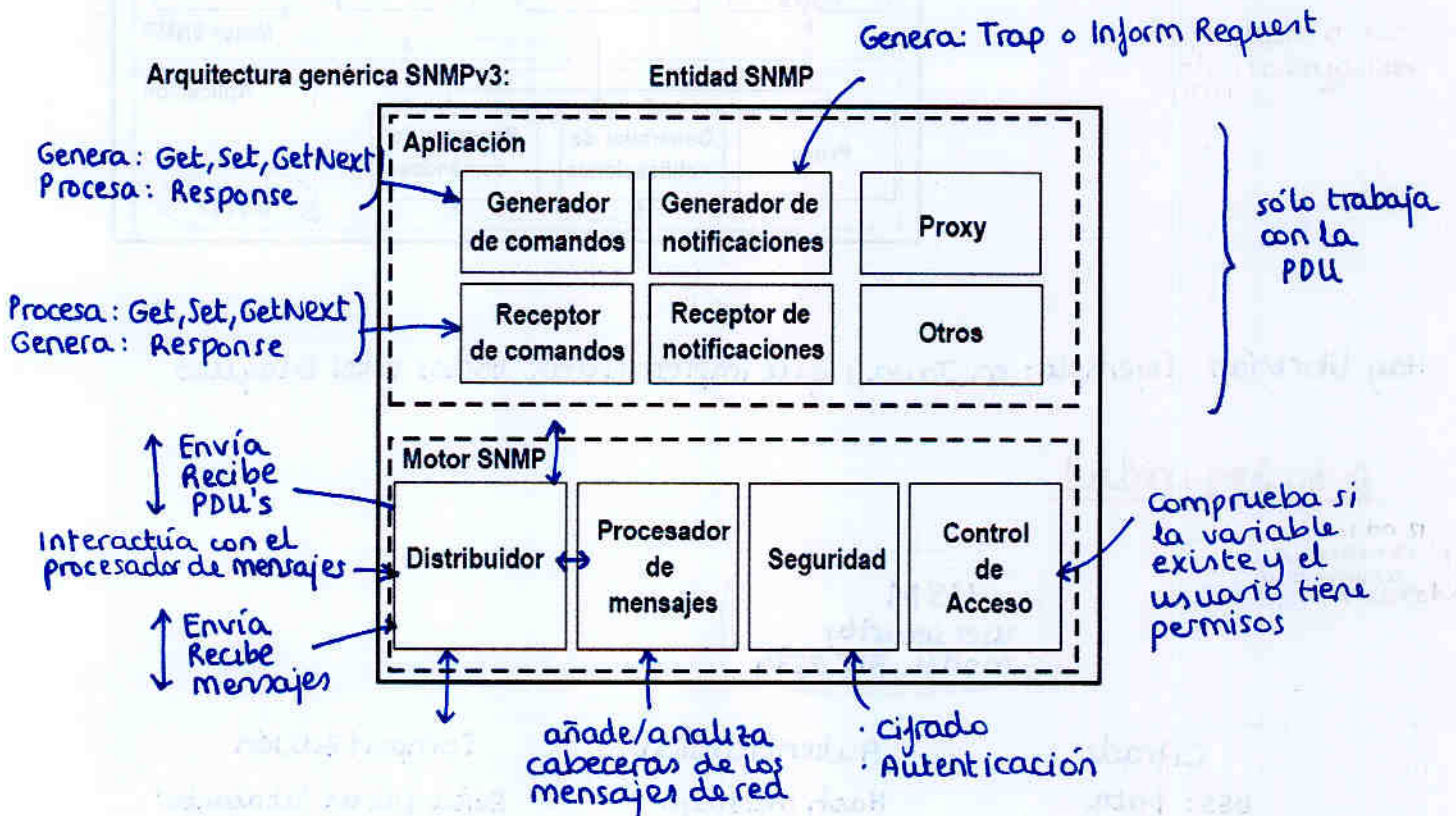 Genera: Trap o Inform Request
Arquitectura genérica SNMPv3:
Entidad SNMP
Aplicación
Genera: Get, Set, GetNext
Procesa: Response
Generador
de comandos
Generador de
notificaciones
Proxy
sólo trabaja
con la
PDU
Procesa: Get, Set, GetNext
Genera: Response
Receptor
de comandos
Receptor de
notificaciones
Otros
Motor SNMP
Envía
Recibe
PDU's
Interactúa con el
procesador de mensajes
Envía
Recibe
mensajes
Distribuidor
Procesador
de
mensajes
Seguridad
Control
de
Acceso
Comprueba si
la variable
existe y el
usuario tiene
permisos
añade/analiza
cabeceras de los
mensajes de red
· cifrado
· Autenticación